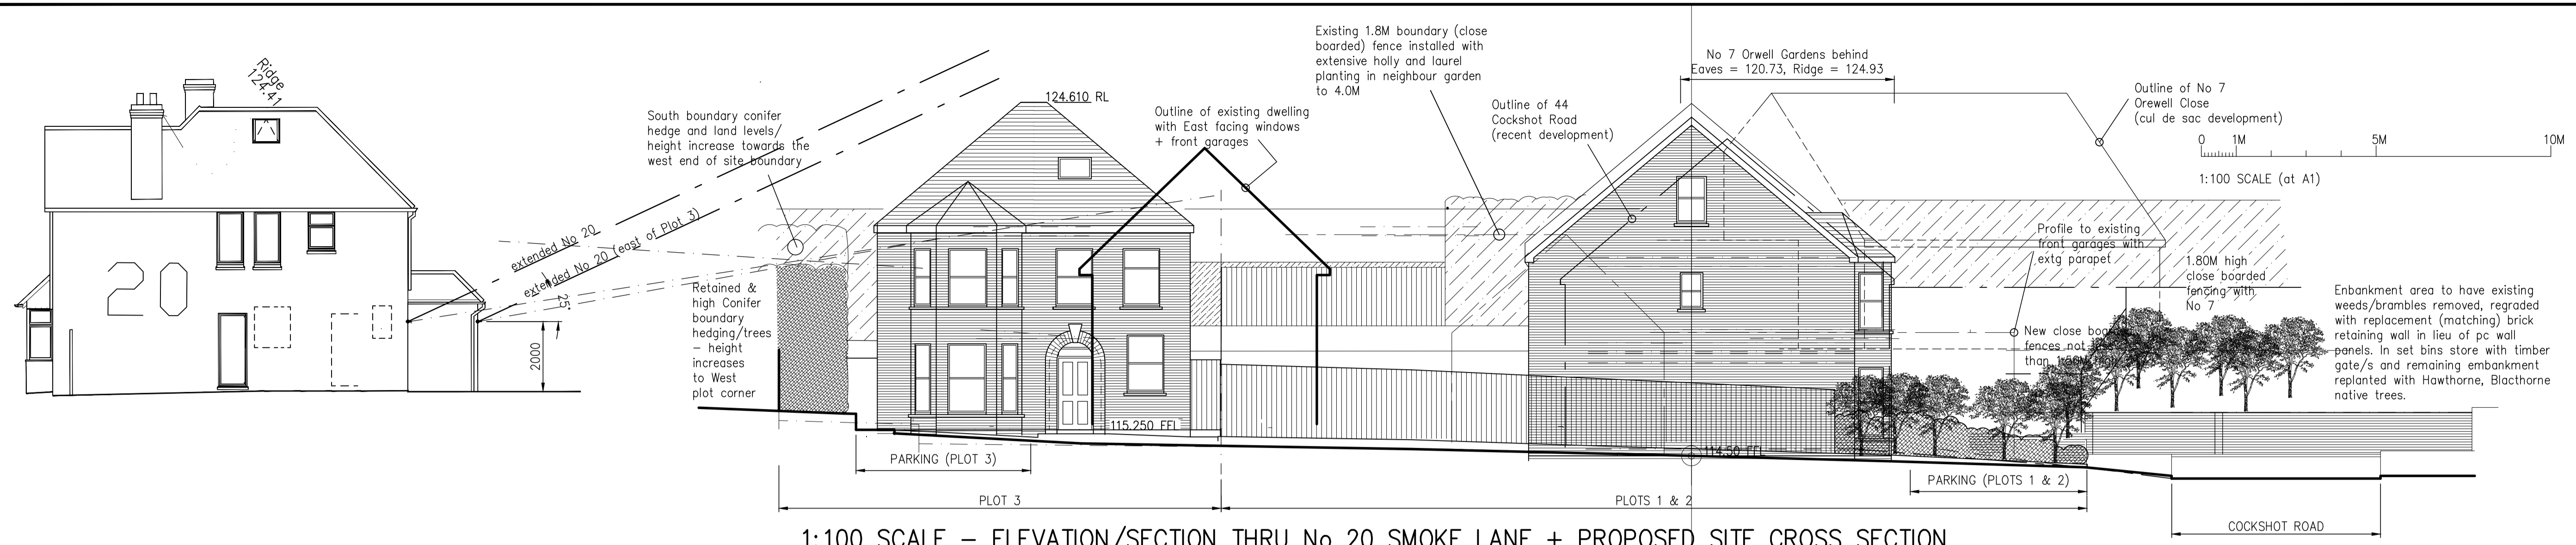 Ridge
124.41
20
extended No 20
extended No 20 (east of Plot 3)
25°
2000
South boundary conifer
hedge and land levels/
height increase towards the
west end of site boundary
Retained &
high Conifer
boundary
hedging/trees
– height
increases
to West
plot corner
124.610 RL
Outline of existing dwelling
with East facing windows
+ front garages
Existing 1.8M boundary (close
boarded) fence installed with
extensive holly and laurel
planting in neighbour garden
to 4.0M
Outline of 44
Cockshot Road
(recent development)
No 7 Orwell Gardens behind
Eaves = 120.73, Ridge = 124.93
Outline of No 7
Orewell Close
(cul de sac development)
0 1M 5M 10M
1:100 SCALE (at A1)
Profile to existing
front garages with
extg parapet
1.80M high
close boarded
fencing with
No 7
New close
fences not
than
Enbankment area to have existing
weeds/brambles removed, regraded
with replacement (matching) brick
retaining wall in lieu of pc wall
panels. In set bins store with timber
gate/s and remaining embankment
replanted with Hawthorne, Blacthorne
native trees.
115.250 FFL
114.50 FFL
PARKING (PLOT 3)
PARKING (PLOTS 1 & 2)
PLOT 3
PLOTS 1 & 2
COCKSHOT ROAD
1:100 SCALE – ELEVATION/SECTION THRU No 20 SMOKE LANE + PROPOSED SITE CROSS SECTION